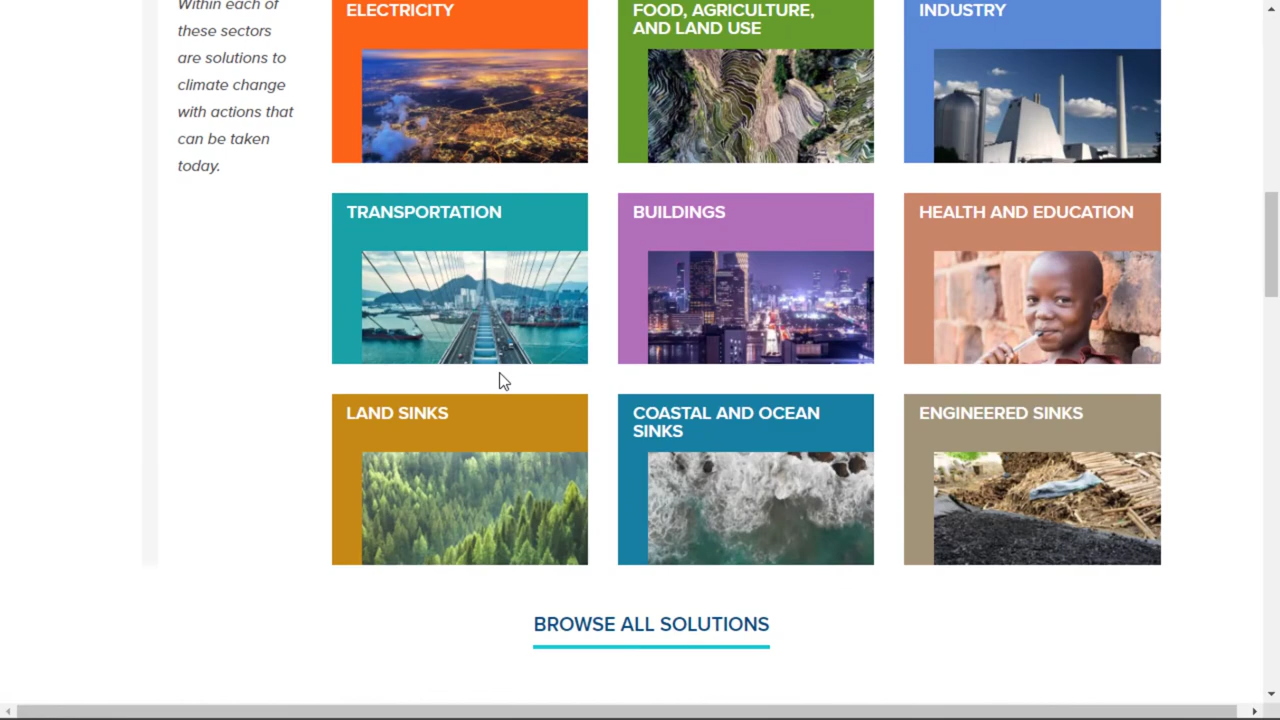 Within each of
these sectors
are solutions to
climate change
with actions that
can be taken
today.
ELECTRICITY
FOOD, AGRICULTURE,
AND LAND USE
INDUSTRY
TRANSPORTATION
BUILDINGS
HEALTH AND EDUCATION
LAND SINKS
COASTAL AND OCEAN
SINKS
ENGINEERED SINKS
BROWSE ALL SOLUTIONS